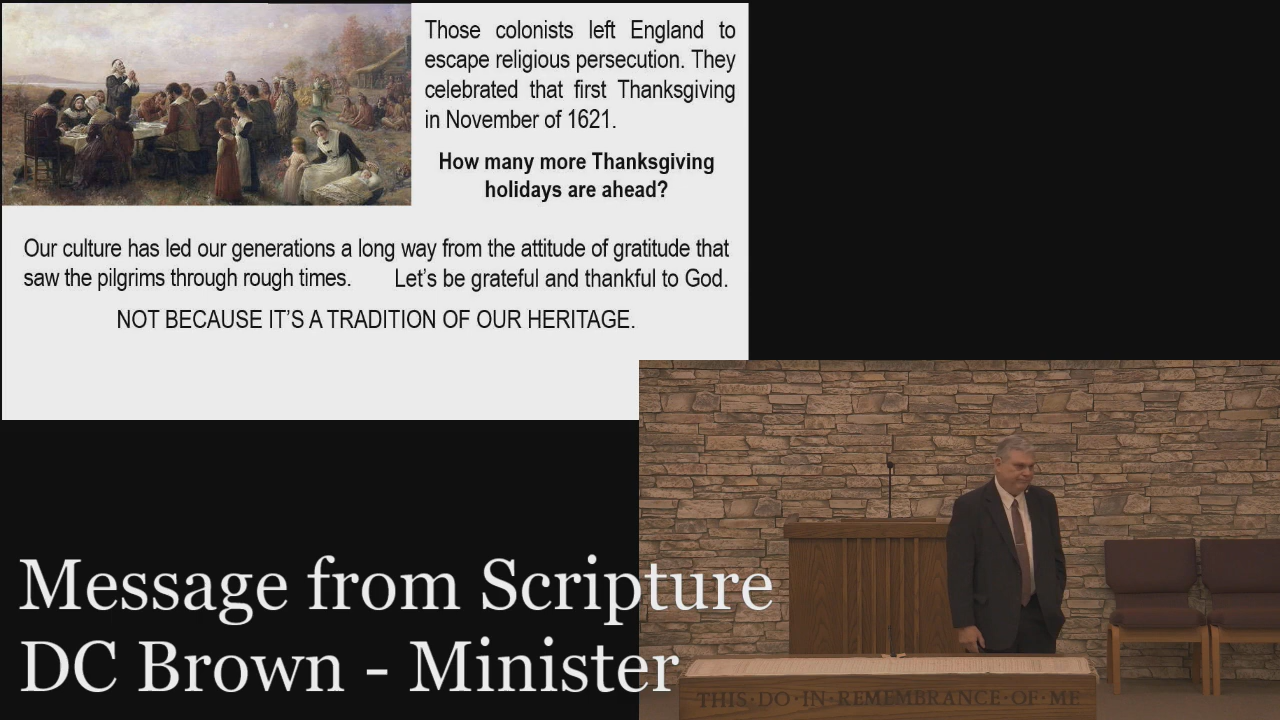 Those colonists left England to
escape religious persecution. They
celebrated that first Thanksgiving
in November of 1621.
How many more Thanksgiving
holidays are ahead?
Our culture has led our generations a long way from the attitude of gratitude that
saw the pilgrims through rough times. Let's be grateful and thankful to God.
NOT BECAUSE IT'S A TRADITION OF OUR HERITAGE.
Message from Scripture
DC Brown - Minister
THIS·DO·IN·REMEMBRANCE·OF·ME